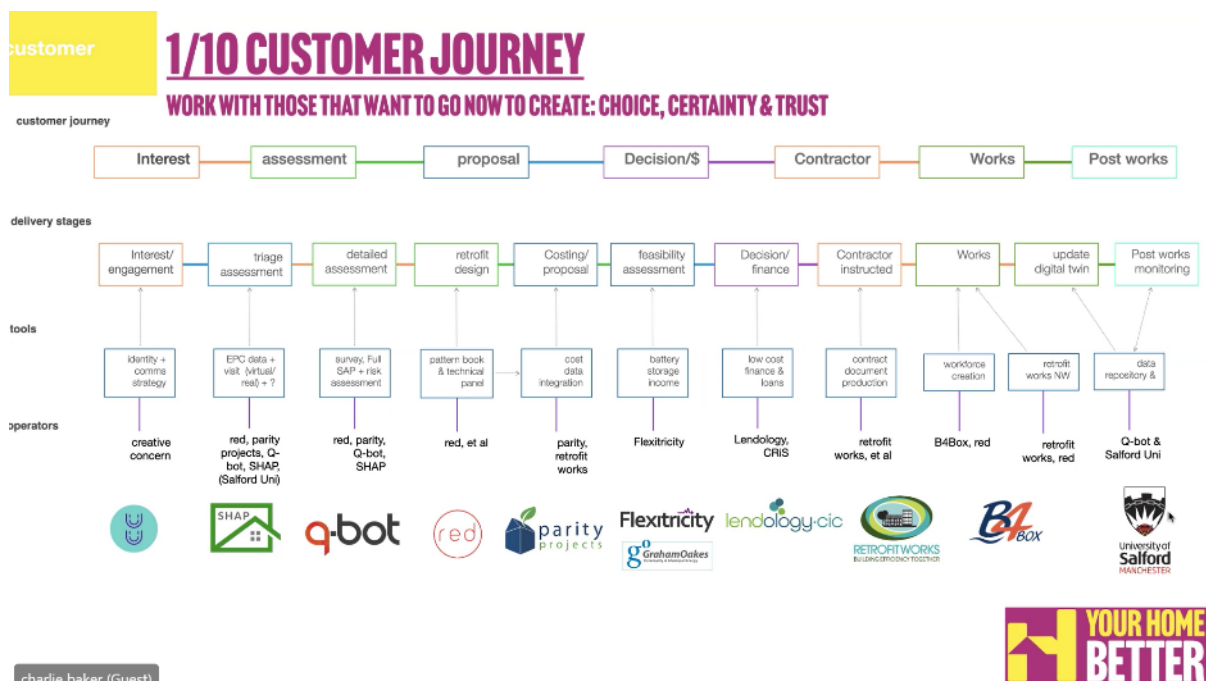 customer
1/10 CUSTOMER JOURNEY
WORK WITH THOSE THAT WANT TO GO NOW TO CREATE: CHOICE, CERTAINTY & TRUST
customer journey
Interest
assessment
proposal
Decision/$
Contractor
Works
Post works
delivery stages
Interest/
engagement
triage
assessment
detailed
assessment
retrofit
design
Costing/
proposal
feasibility
assessment
Decision/
finance
Contractor
instructed
Works
update
digital twin
Post works
monitoring
tools
identity +
comms
strategy
EPC data +
visit (virtual/
real) + ?
survey, Full
SAP + risk
assessment
pattern book
& technical
panel
cost
data
integration
battery
storage
income
low cost
finance &
loans
contract
document
production
workforce
creation
retrofit
works NW
data
repository &
operators
creative
concern
red, parity
projects, Q-
bot, SHAP,
(Salford Uni)
red, parity,
Q-bot,
SHAP
red, et al
parity,
retrofit
works
Flexitricity
Lendology,
CRIS
retrofit
works, et al
B4Box, red
retrofit
works, red
Q-bot &
Salford Uni
SHAP
q-bot
red
parity
projects
Flexitricity
go GrahamOakes
lendology·cic
RETROFITWORKS
BUILDING EFFICIENCY TOGETHER
B4
BOX
University of
Salford
MANCHESTER
YOUR HOME
BETTER
charlie baker (Guest)